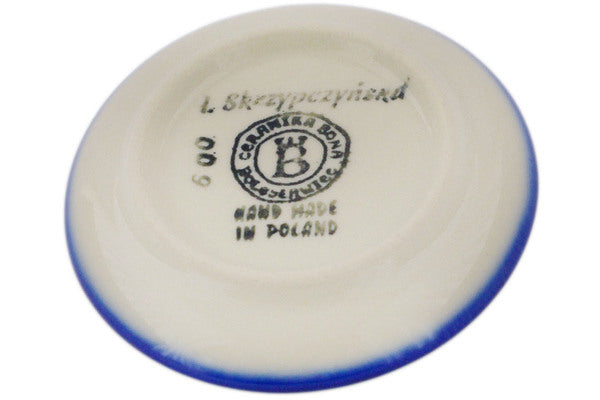 I. Skrzypczyńska
600
CERAMIKA BONA
BOLESŁAWIEC
B
HAND MADE
IN POLAND